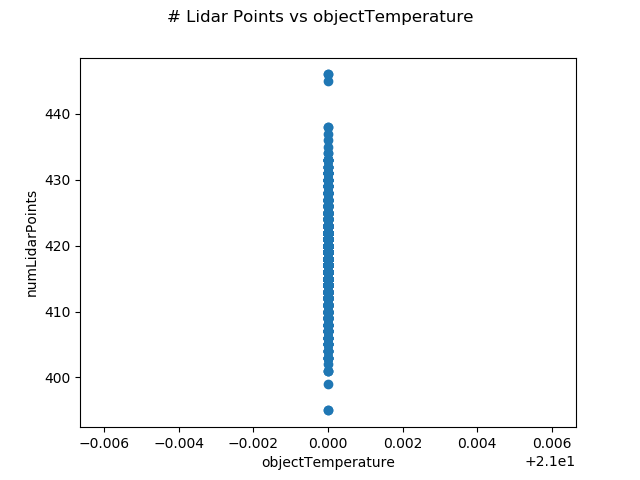 # Lidar Points vs objectTemperature
440
430
420
410
400
numLidarPoints
−0.006 −0.004 −0.002 0.000 0.002 0.004 0.006
objectTemperature
+2.1e1